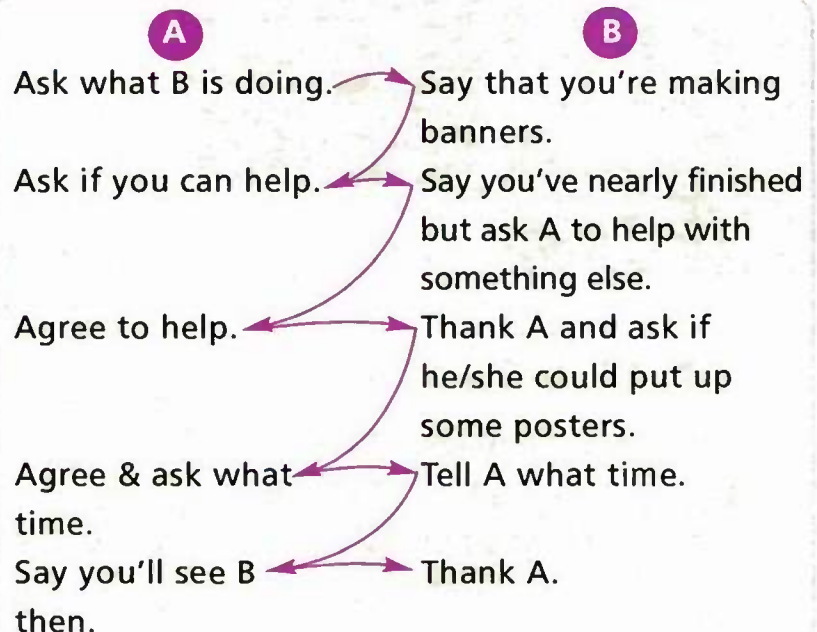 A B
Ask what B is doing. Say that you're making
banners.
Ask if you can help. Say you've nearly finished
but ask A to help with
something else.
Agree to help. Thank A and ask if
he/she could put up
some posters.
Agree & ask what Tell A what time.
time.
Say you'll see B Thank A.
then.